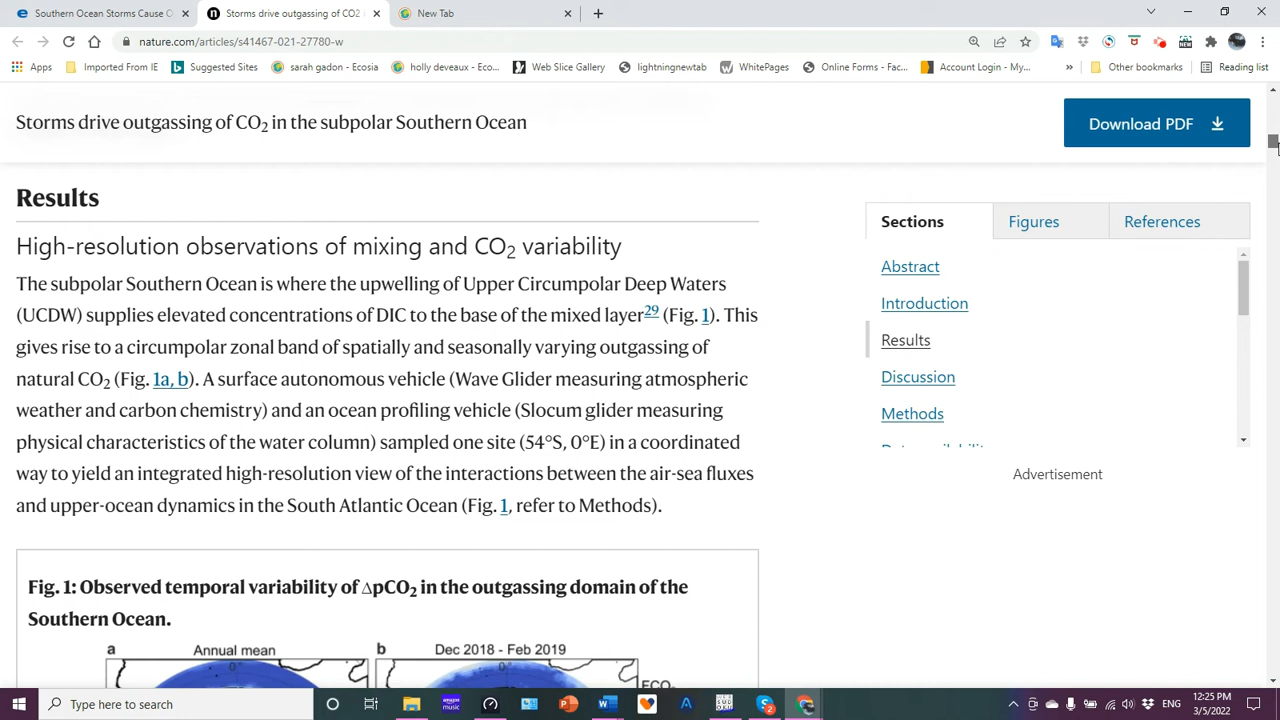 Southern Ocean Storms Cause O
Storms drive outgassing of CO2
New Tab
nature.com/articles/s41467-021-27780-w
Apps
Imported From IE
Suggested Sites
sarah gadon - Ecosia
holly deveaux - Eco...
Web Slice Gallery
lightningnewtab
WhitePages
Online Forms - Fac...
Account Login - My...
»
Other bookmarks
Reading list
Storms drive outgassing of CO₂ in the subpolar Southern Ocean
Download PDF
Results
High-resolution observations of mixing and CO₂ variability
The subpolar Southern Ocean is where the upwelling of Upper Circumpolar Deep Waters
(UCDW) supplies elevated concentrations of DIC to the base of the mixed layer²⁹ (Fig. 1). This
gives rise to a circumpolar zonal band of spatially and seasonally varying outgassing of
natural CO₂ (Fig. 1a, b). A surface autonomous vehicle (Wave Glider measuring atmospheric
weather and carbon chemistry) and an ocean profiling vehicle (Slocum glider measuring
physical characteristics of the water column) sampled one site (54°S, 0°E) in a coordinated
way to yield an integrated high-resolution view of the interactions between the air-sea fluxes
and upper-ocean dynamics in the South Atlantic Ocean (Fig. 1, refer to Methods).
Fig. 1: Observed temporal variability of ΔpCO₂ in the outgassing domain of the
Southern Ocean.
a Annual mean
b Dec 2018 - Feb 2019
0°
0°
FCO₂
Sections
Figures
References
Abstract
Introduction
Results
Discussion
Methods
Advertisement
Type here to search
12:25 PM
3/5/2022